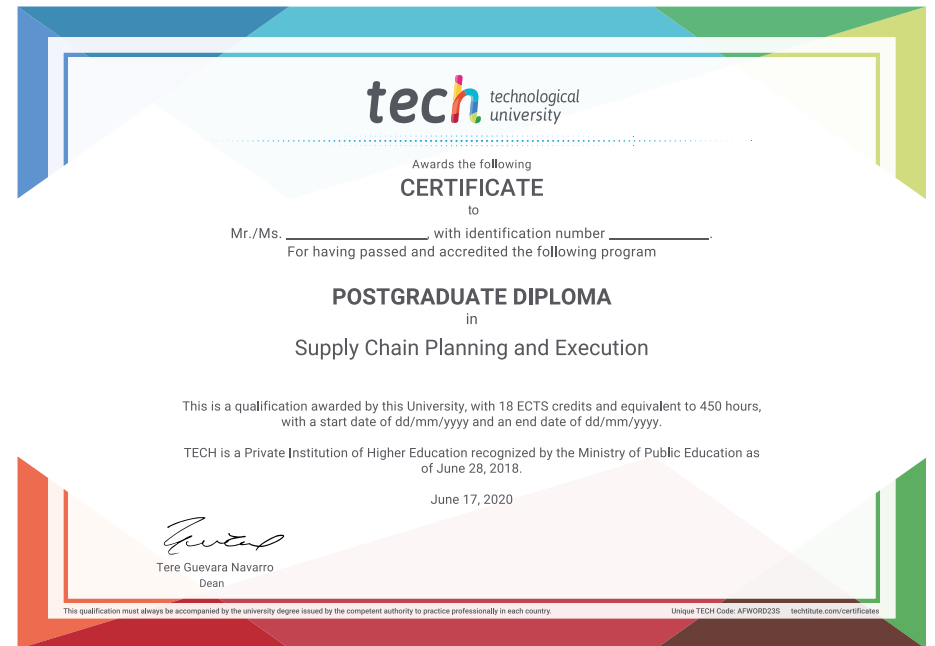 tech technological
university
Awards the following
CERTIFICATE
to
Mr./Ms. ____________________, with identification number ______________.
For having passed and accredited the following program
POSTGRADUATE DIPLOMA
in
Supply Chain Planning and Execution
This is a qualification awarded by this University, with 18 ECTS credits and equivalent to 450 hours,
with a start date of dd/mm/yyyy and an end date of dd/mm/yyyy.
TECH is a Private Institution of Higher Education recognized by the Ministry of Public Education as
of June 28, 2018.
June 17, 2020
Tere Guevara Navarro
Dean
This qualification must always be accompanied by the university degree issued by the competent authority to practice professionally in each country.
Unique TECH Code: AFWORD23S techtitute.com/certificates